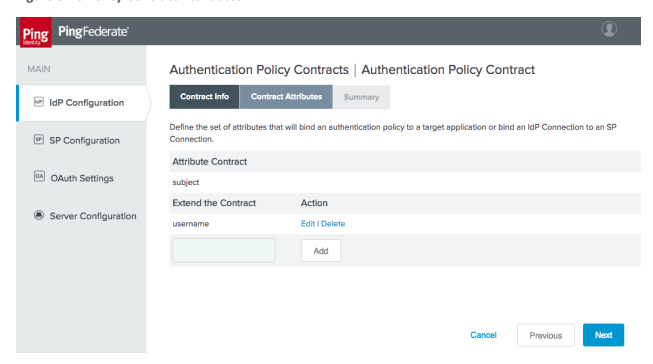 Ping
Identity
PingFederate®
MAIN
IdP Configuration
SP Configuration
OAuth Settings
Server Configuration
Authentication Policy Contracts | Authentication Policy Contract
Contract Info
Contract Attributes
Summary
Define the set of attributes that will bind an authentication policy to a target application or bind an IdP Connection to an SP
Connection.
Attribute Contract
subject
Extend the Contract Action
username Edit | Delete
Add
Cancel Previous Next